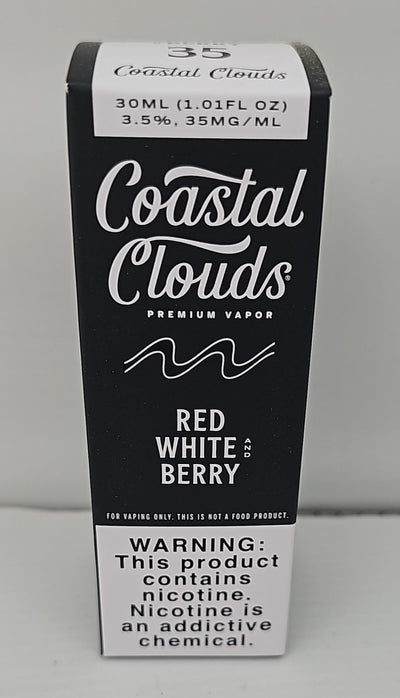 35
Coastal Clouds
30ML (1.01FL OZ)
3.5%, 35MG/ML
Coastal
Clouds®
PREMIUM VAPOR
RED
WHITE AND
BERRY
FOR VAPING ONLY. THIS IS NOT A FOOD PRODUCT.
WARNING:
This product
contains
nicotine.
Nicotine is
an addictive
chemical.